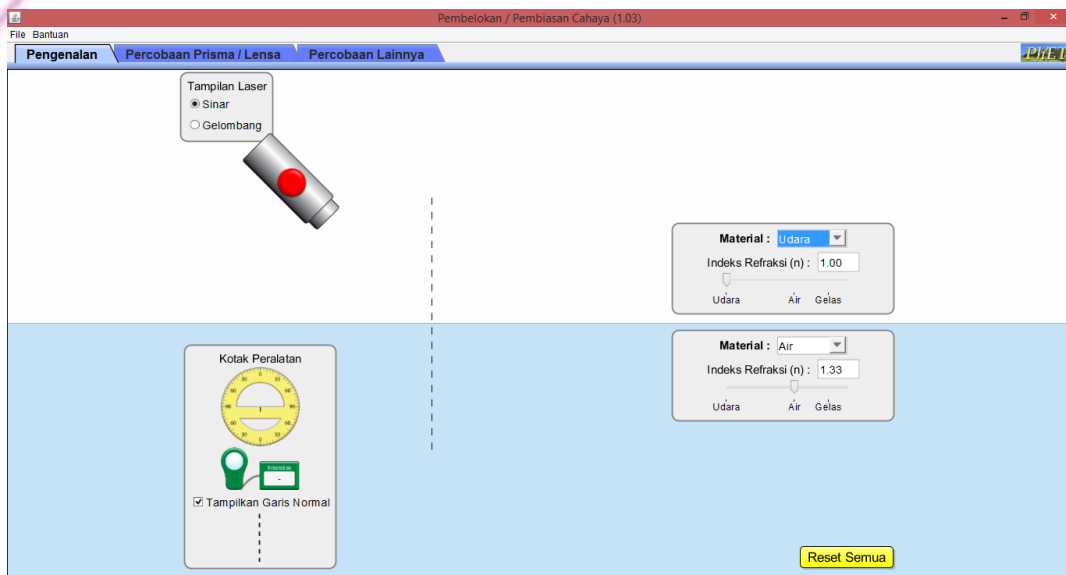 Pembelokan / Pembiasan Cahaya (1.03)
File Bantuan
Pengenalan Percobaan Prisma / Lensa Percobaan Lainnya
PhET
Tampilan Laser
Sinar
Gelombang
Material : Udara
Indeks Refraksi (n) : 1.00
Udara Air Gelas
Material : Air
Indeks Refraksi (n) : 1.33
Udara Air Gelas
Kotak Peralatan
Intensitas
-
Tampilkan Garis Normal
Reset Semua